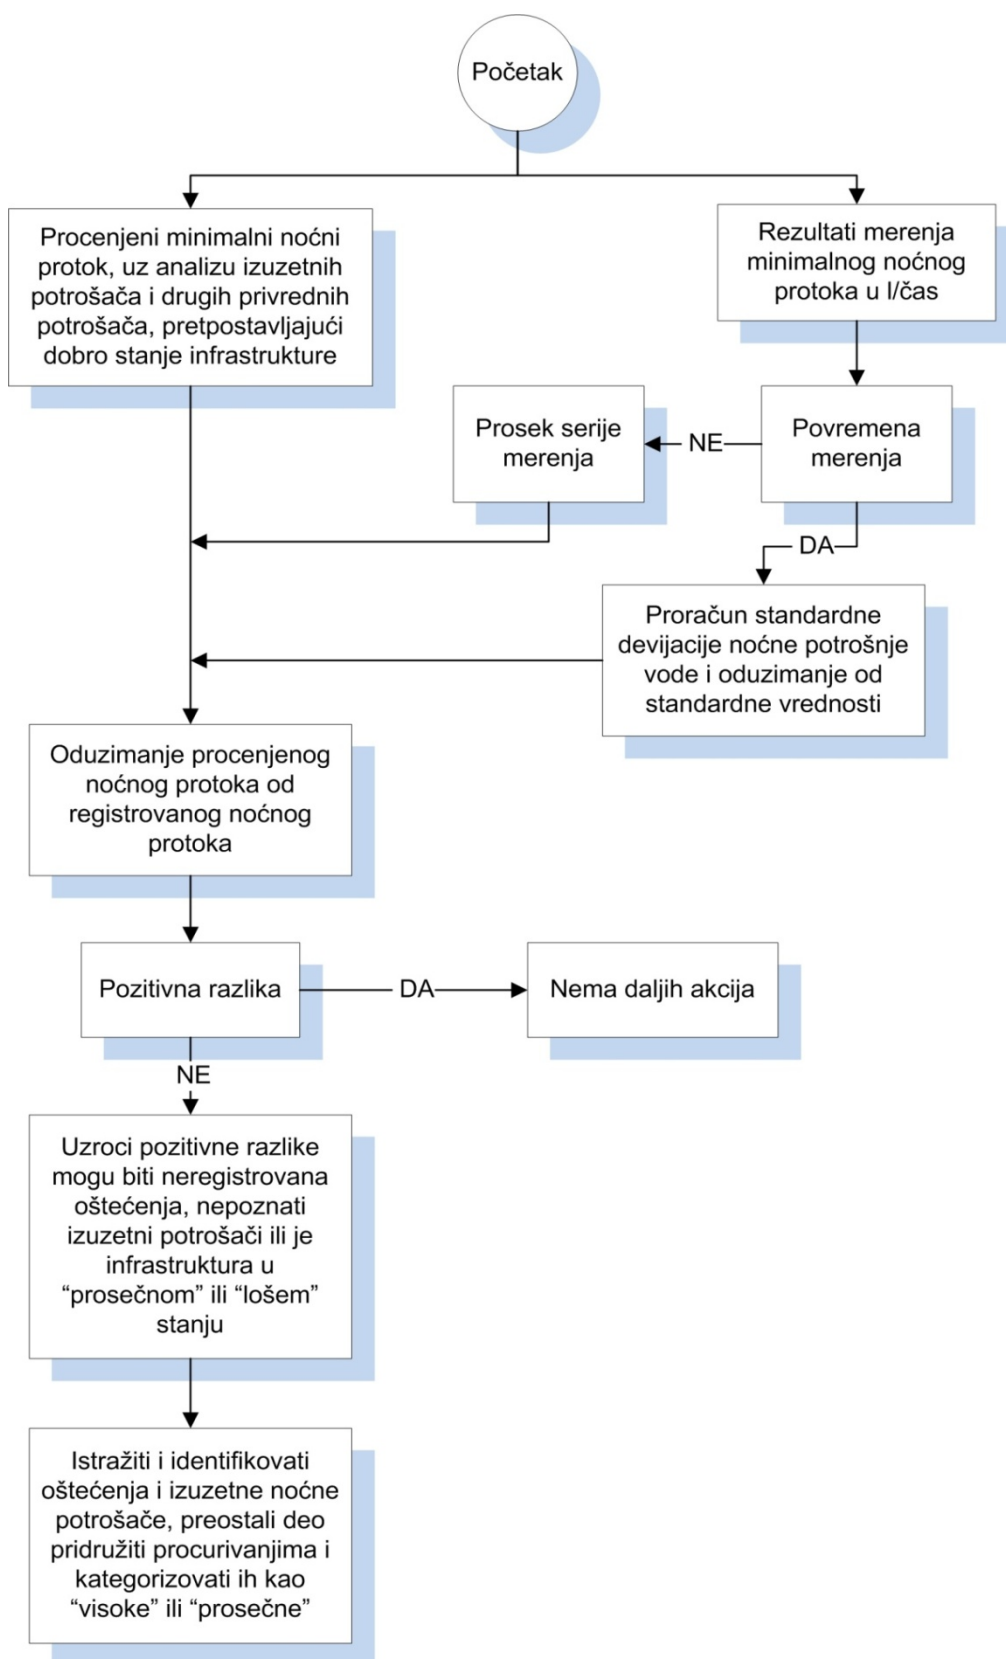 Početak
Procenjeni minimalni noćni
protok, uz analizu izuzetnih
potrošača i drugih privrednih
potrošača, pretpostavljajući
dobro stanje infrastrukture
Rezultati merenja
minimalnog noćnog
protoka u l/čas
Prosek serije
merenja
NE
Povremena
merenja
DA
Proračun standardne
devijacije noćne potrošnje
vode i oduzimanje od
standardne vrednosti
Oduzimanje procenjenog
noćnog protoka od
registrovanog noćnog
protoka
Pozitivna razlika
DA
Nema daljih akcija
NE
Uzroci pozitivne razlike
mogu biti neregistrovana
oštećenja, nepoznati
izuzetni potrošači ili je
infrastruktura u
“prosečnom” ili “lošem”
stanju
Istražiti i identifikovati
oštećenja i izuzetne noćne
potrošače, preostali deo
pridružiti procurivanjima i
kategorizovati ih kao
“visoke” ili “prosečne”